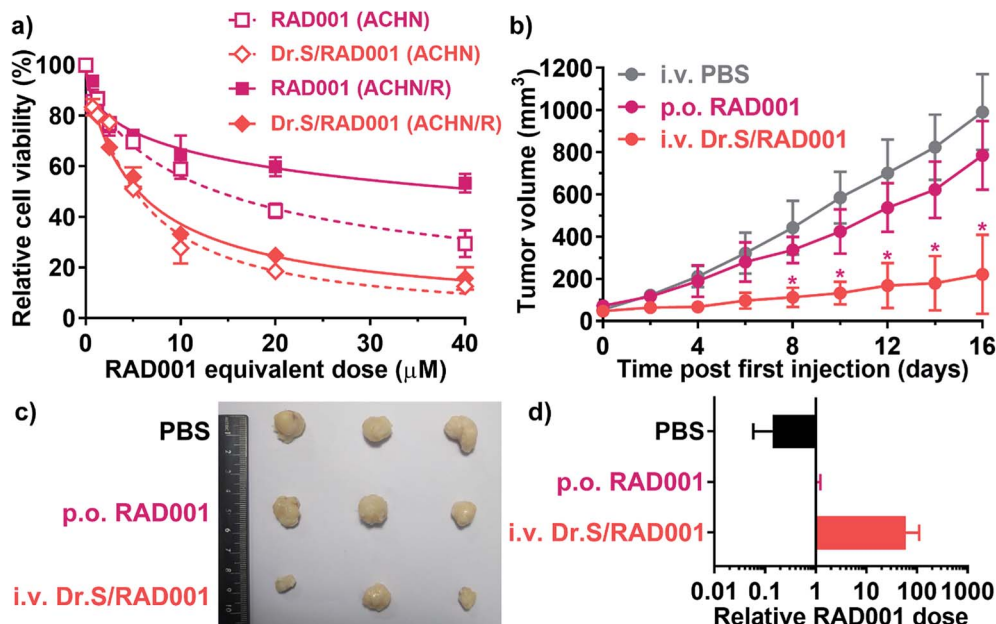 a)
RAD001 (ACHN)
Dr.S/RAD001 (ACHN)
RAD001 (ACHN/R)
Dr.S/RAD001 (ACHN/R)
Relative cell viability (%)
100
80
60
40
20
0
0 10 20 30 40
RAD001 equivalent dose (μM)
b)
i.v. PBS
p.o. RAD001
i.v. Dr.S/RAD001
Tumor volume (mm³)
1200
1000
800
600
400
200
0
* * * * *
0 4 8 12 16
Time post first injection (days)
c)
PBS
p.o. RAD001
i.v. Dr.S/RAD001
d)
PBS
p.o. RAD001
i.v. Dr.S/RAD001
0.01 0.1 1 10 100 1000
Relative RAD001 dose